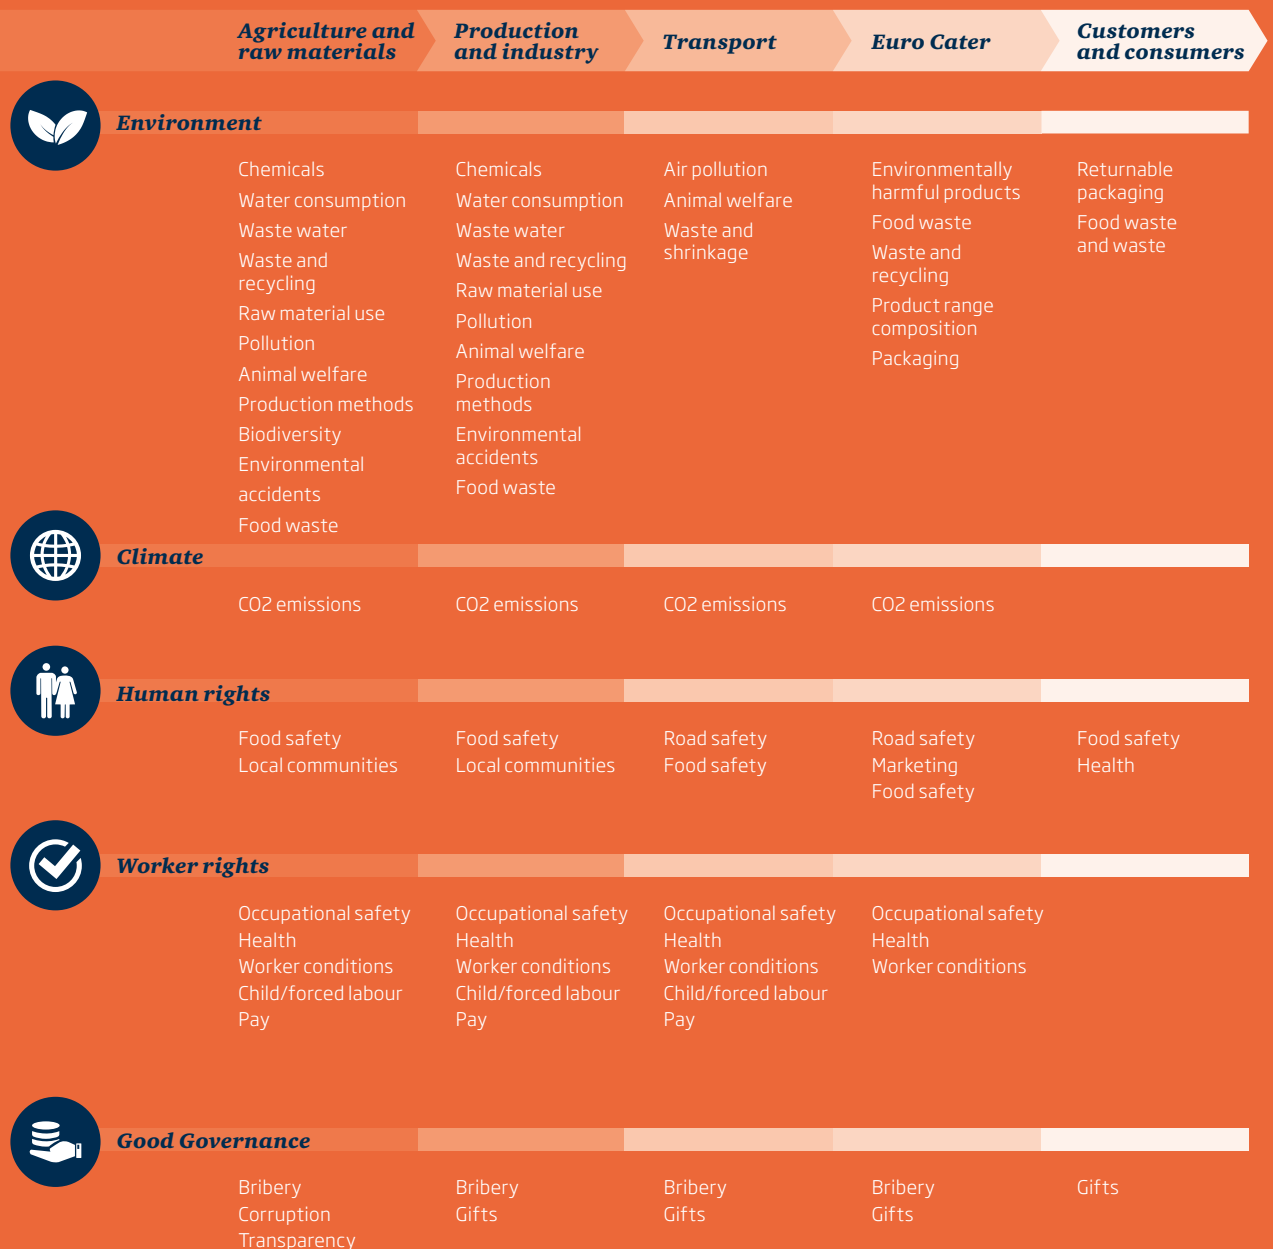 Agriculture and
raw materials
Production
and industry
Transport
Euro Cater
Customers
and consumers
Environment
Chemicals
Water consumption
Waste water
Waste and
recycling
Raw material use
Pollution
Animal welfare
Production methods
Biodiversity
Environmental
accidents
Food waste
Chemicals
Water consumption
Waste water
Waste and recycling
Raw material use
Pollution
Animal welfare
Production
methods
Environmental
accidents
Food waste
Air pollution
Animal welfare
Waste and
shrinkage
Environmentally
harmful products
Food waste
Waste and
recycling
Product range
composition
Packaging
Returnable
packaging
Food waste
and waste
Climate
CO2 emissions
CO2 emissions
CO2 emissions
CO2 emissions
Human rights
Food safety
Local communities
Food safety
Local communities
Road safety
Food safety
Road safety
Marketing
Food safety
Food safety
Health
Worker rights
Occupational safety
Health
Worker conditions
Child/forced labour
Pay
Occupational safety
Health
Worker conditions
Child/forced labour
Pay
Occupational safety
Health
Worker conditions
Child/forced labour
Pay
Occupational safety
Health
Worker conditions
Good Governance
Bribery
Corruption
Transparency
Bribery
Gifts
Bribery
Gifts
Bribery
Gifts
Gifts